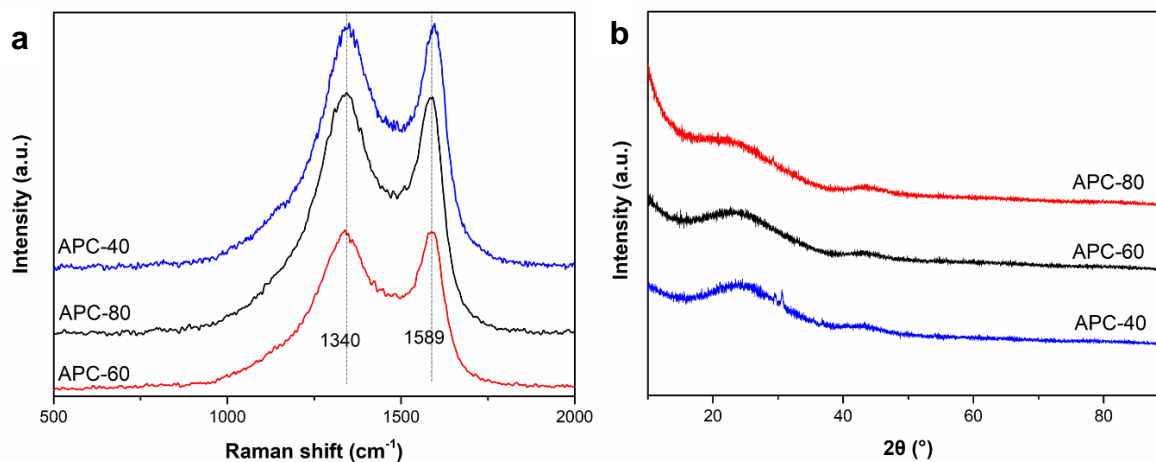 a
Intensity (a.u.)
APC-40
APC-80
APC-60
1340
1589
500
1000
1500
2000
Raman shift (cm⁻¹)
b
Intensity (a.u.)
APC-80
APC-60
APC-40
20
40
60
80
2θ (°)